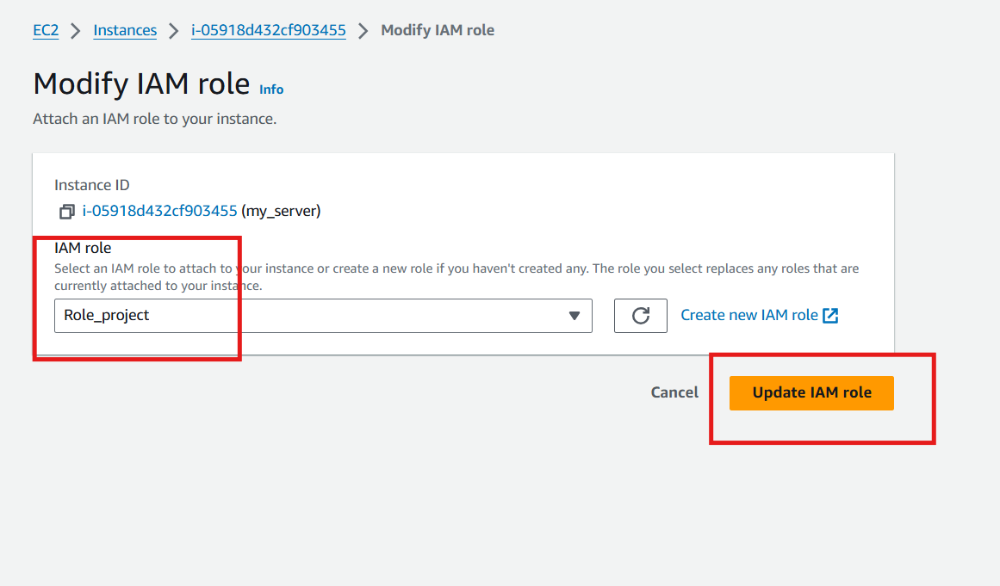 EC2 > Instances > i-05918d432cf903455 > Modify IAM role
Modify IAM role Info
Attach an IAM role to your instance.
Instance ID
i-05918d432cf903455 (my_server)
IAM role
Select an IAM role to attach to your instance or create a new role if you haven't created any. The role you select replaces any roles that are
currently attached to your instance.
Role_project
Create new IAM role
Cancel
Update IAM role